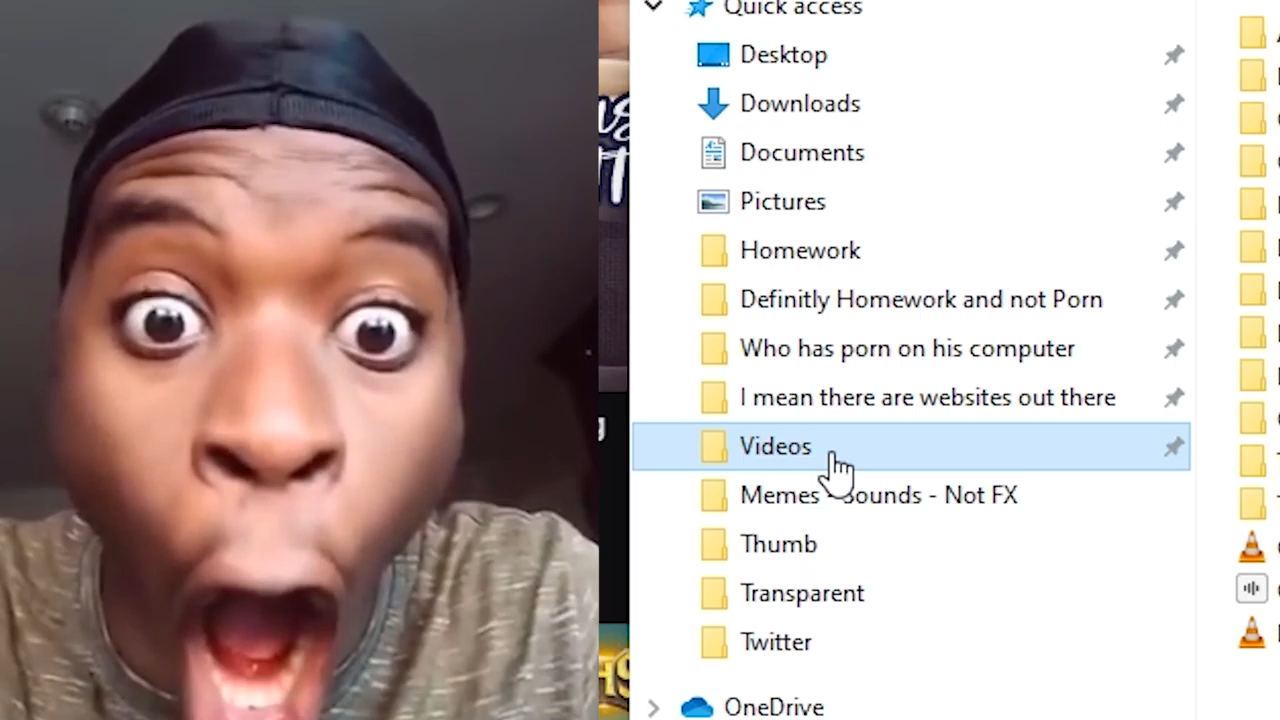 Quick access
Desktop
Downloads
Documents
Pictures
Homework
Definitly Homework and not Porn
Who has porn on his computer
I mean there are websites out there
Videos
Memes - Sounds - Not FX
Thumb
Transparent
Twitter
OneDrive